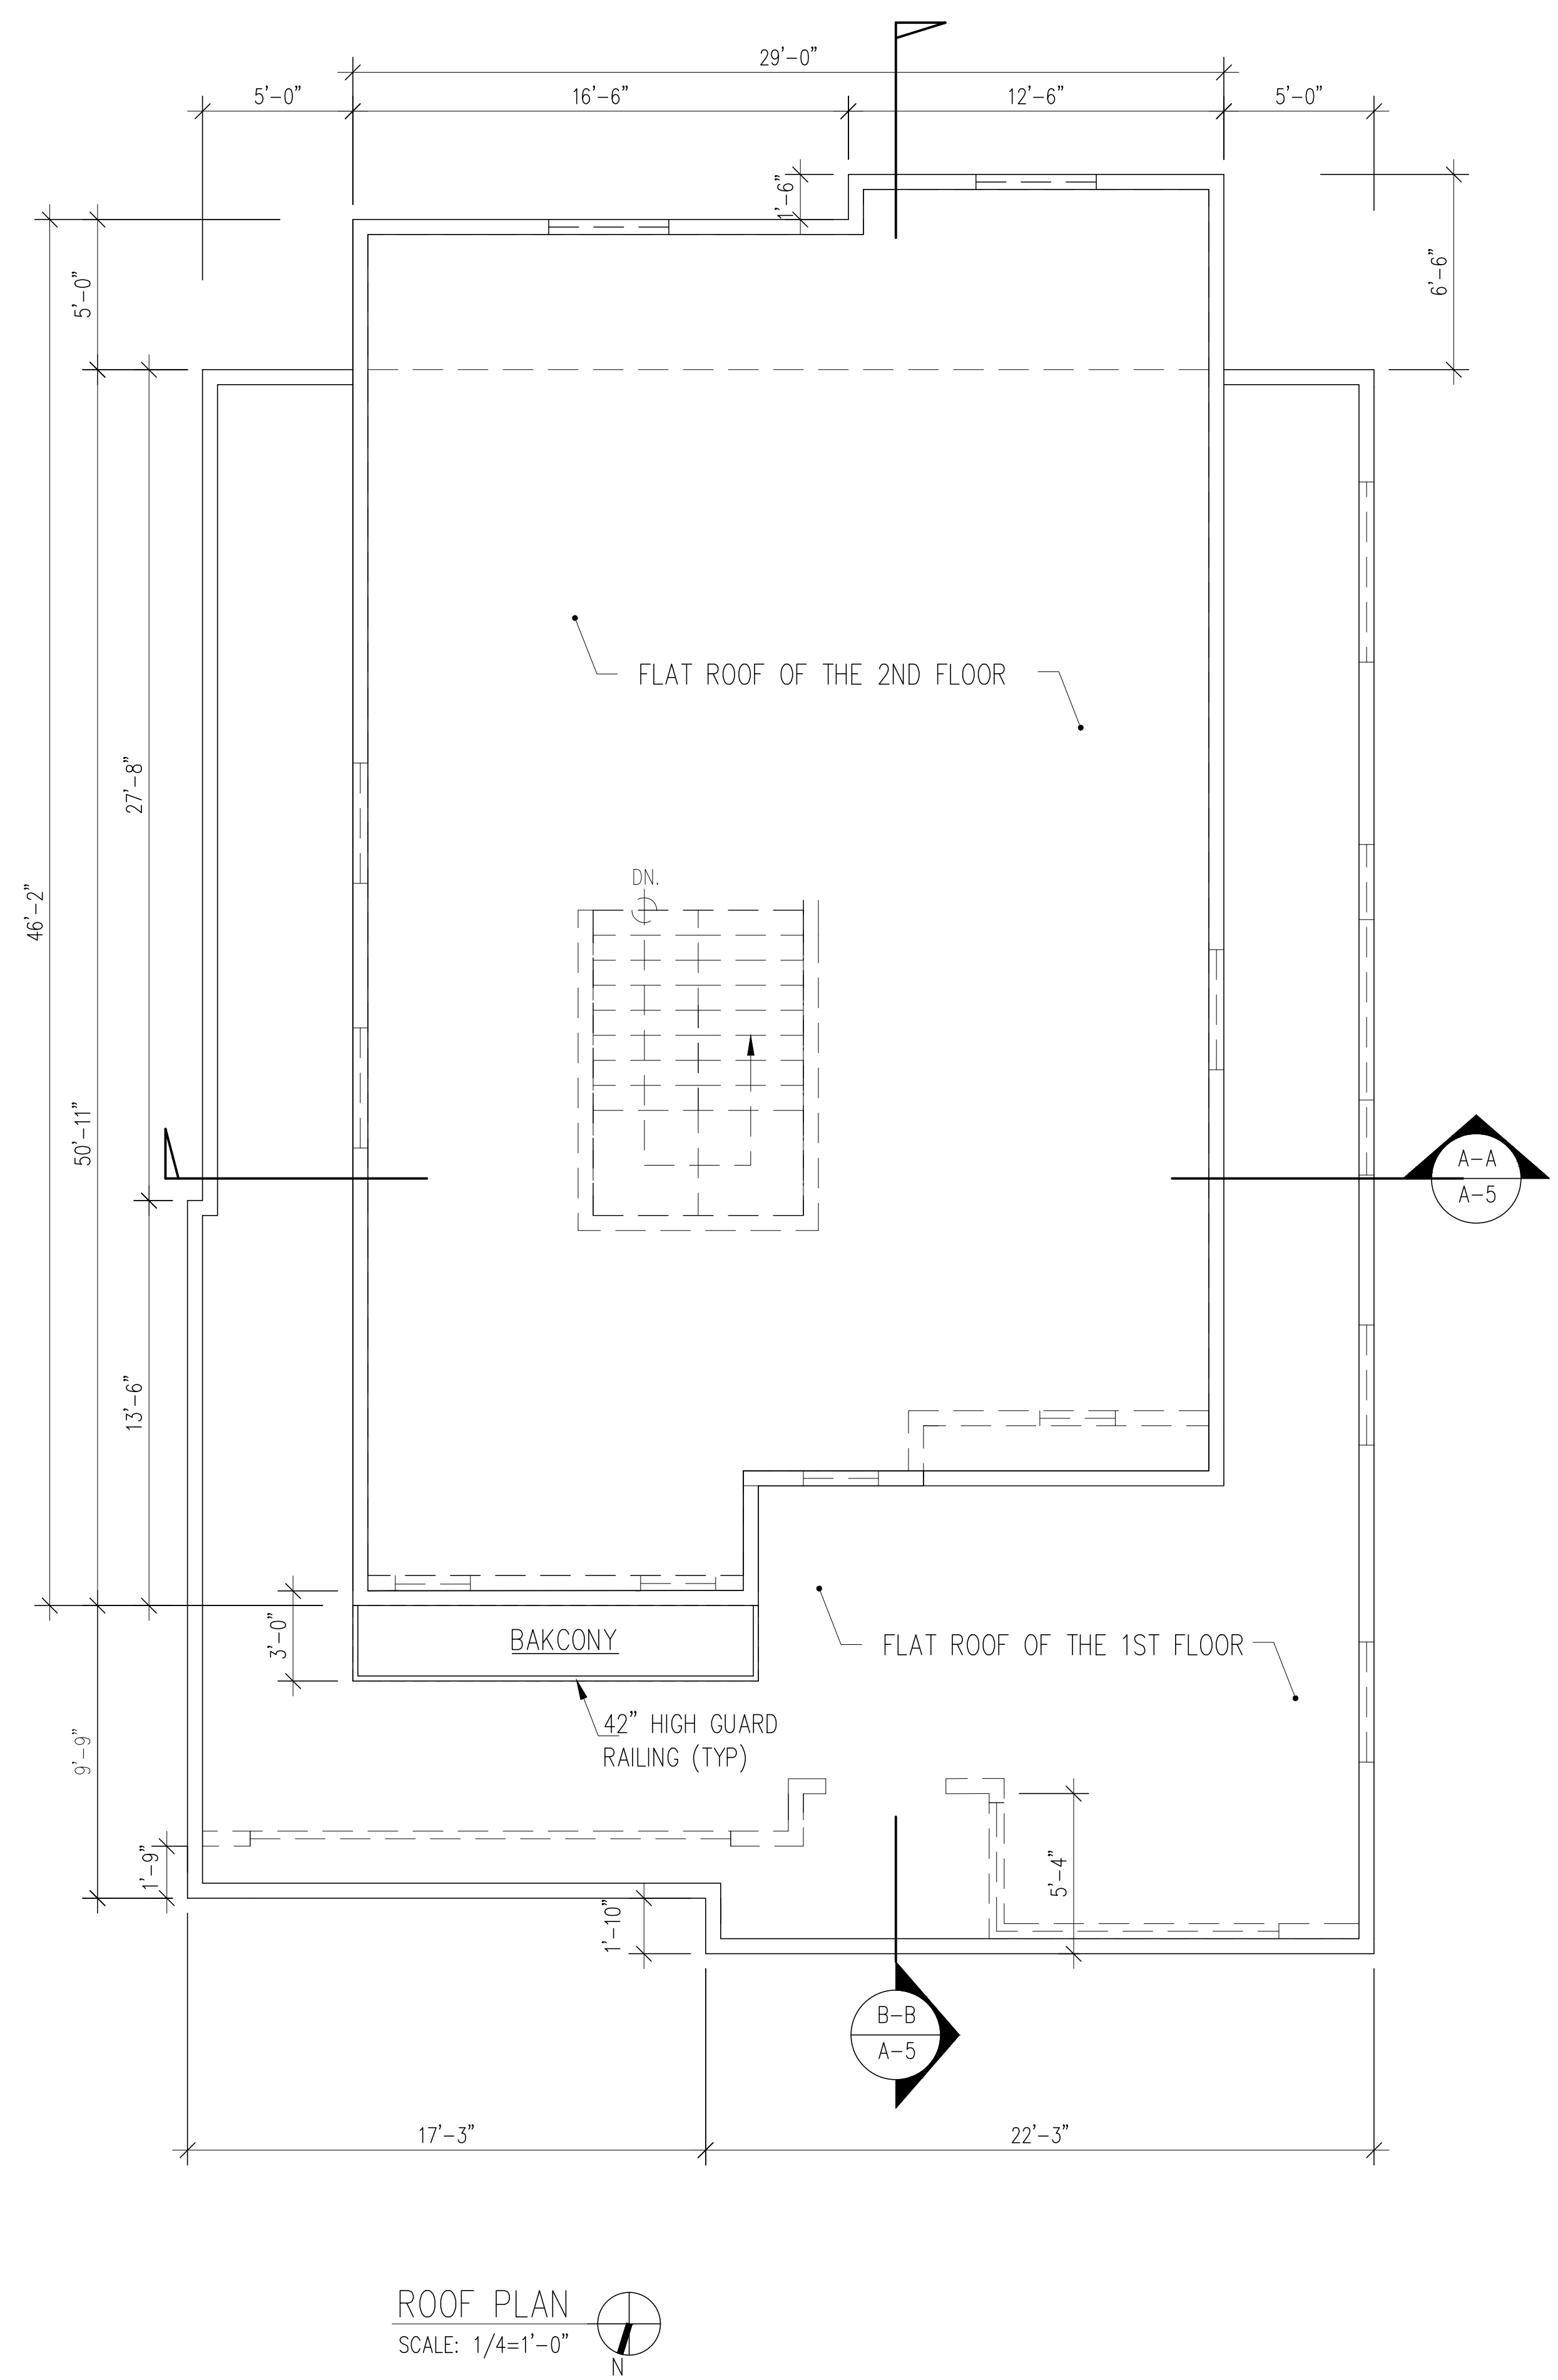 29'-0"
5'-0"
16'-6"
12'-6"
5'-0"
1'-6"
5'-0"
6'-6"
FLAT ROOF OF THE 2ND FLOOR
27'-8"
DN.
46'-2"
50'-11"
A-A
A-5
13'-6"
3'-0"
BAKCONY
FLAT ROOF OF THE 1ST FLOOR
42" HIGH GUARD
RAILING (TYP)
9'-9"
1'-9"
5'-4"
1'-10"
B-B
A-5
17'-3"
22'-3"
ROOF PLAN
SCALE: 1/4=1'-0"
N